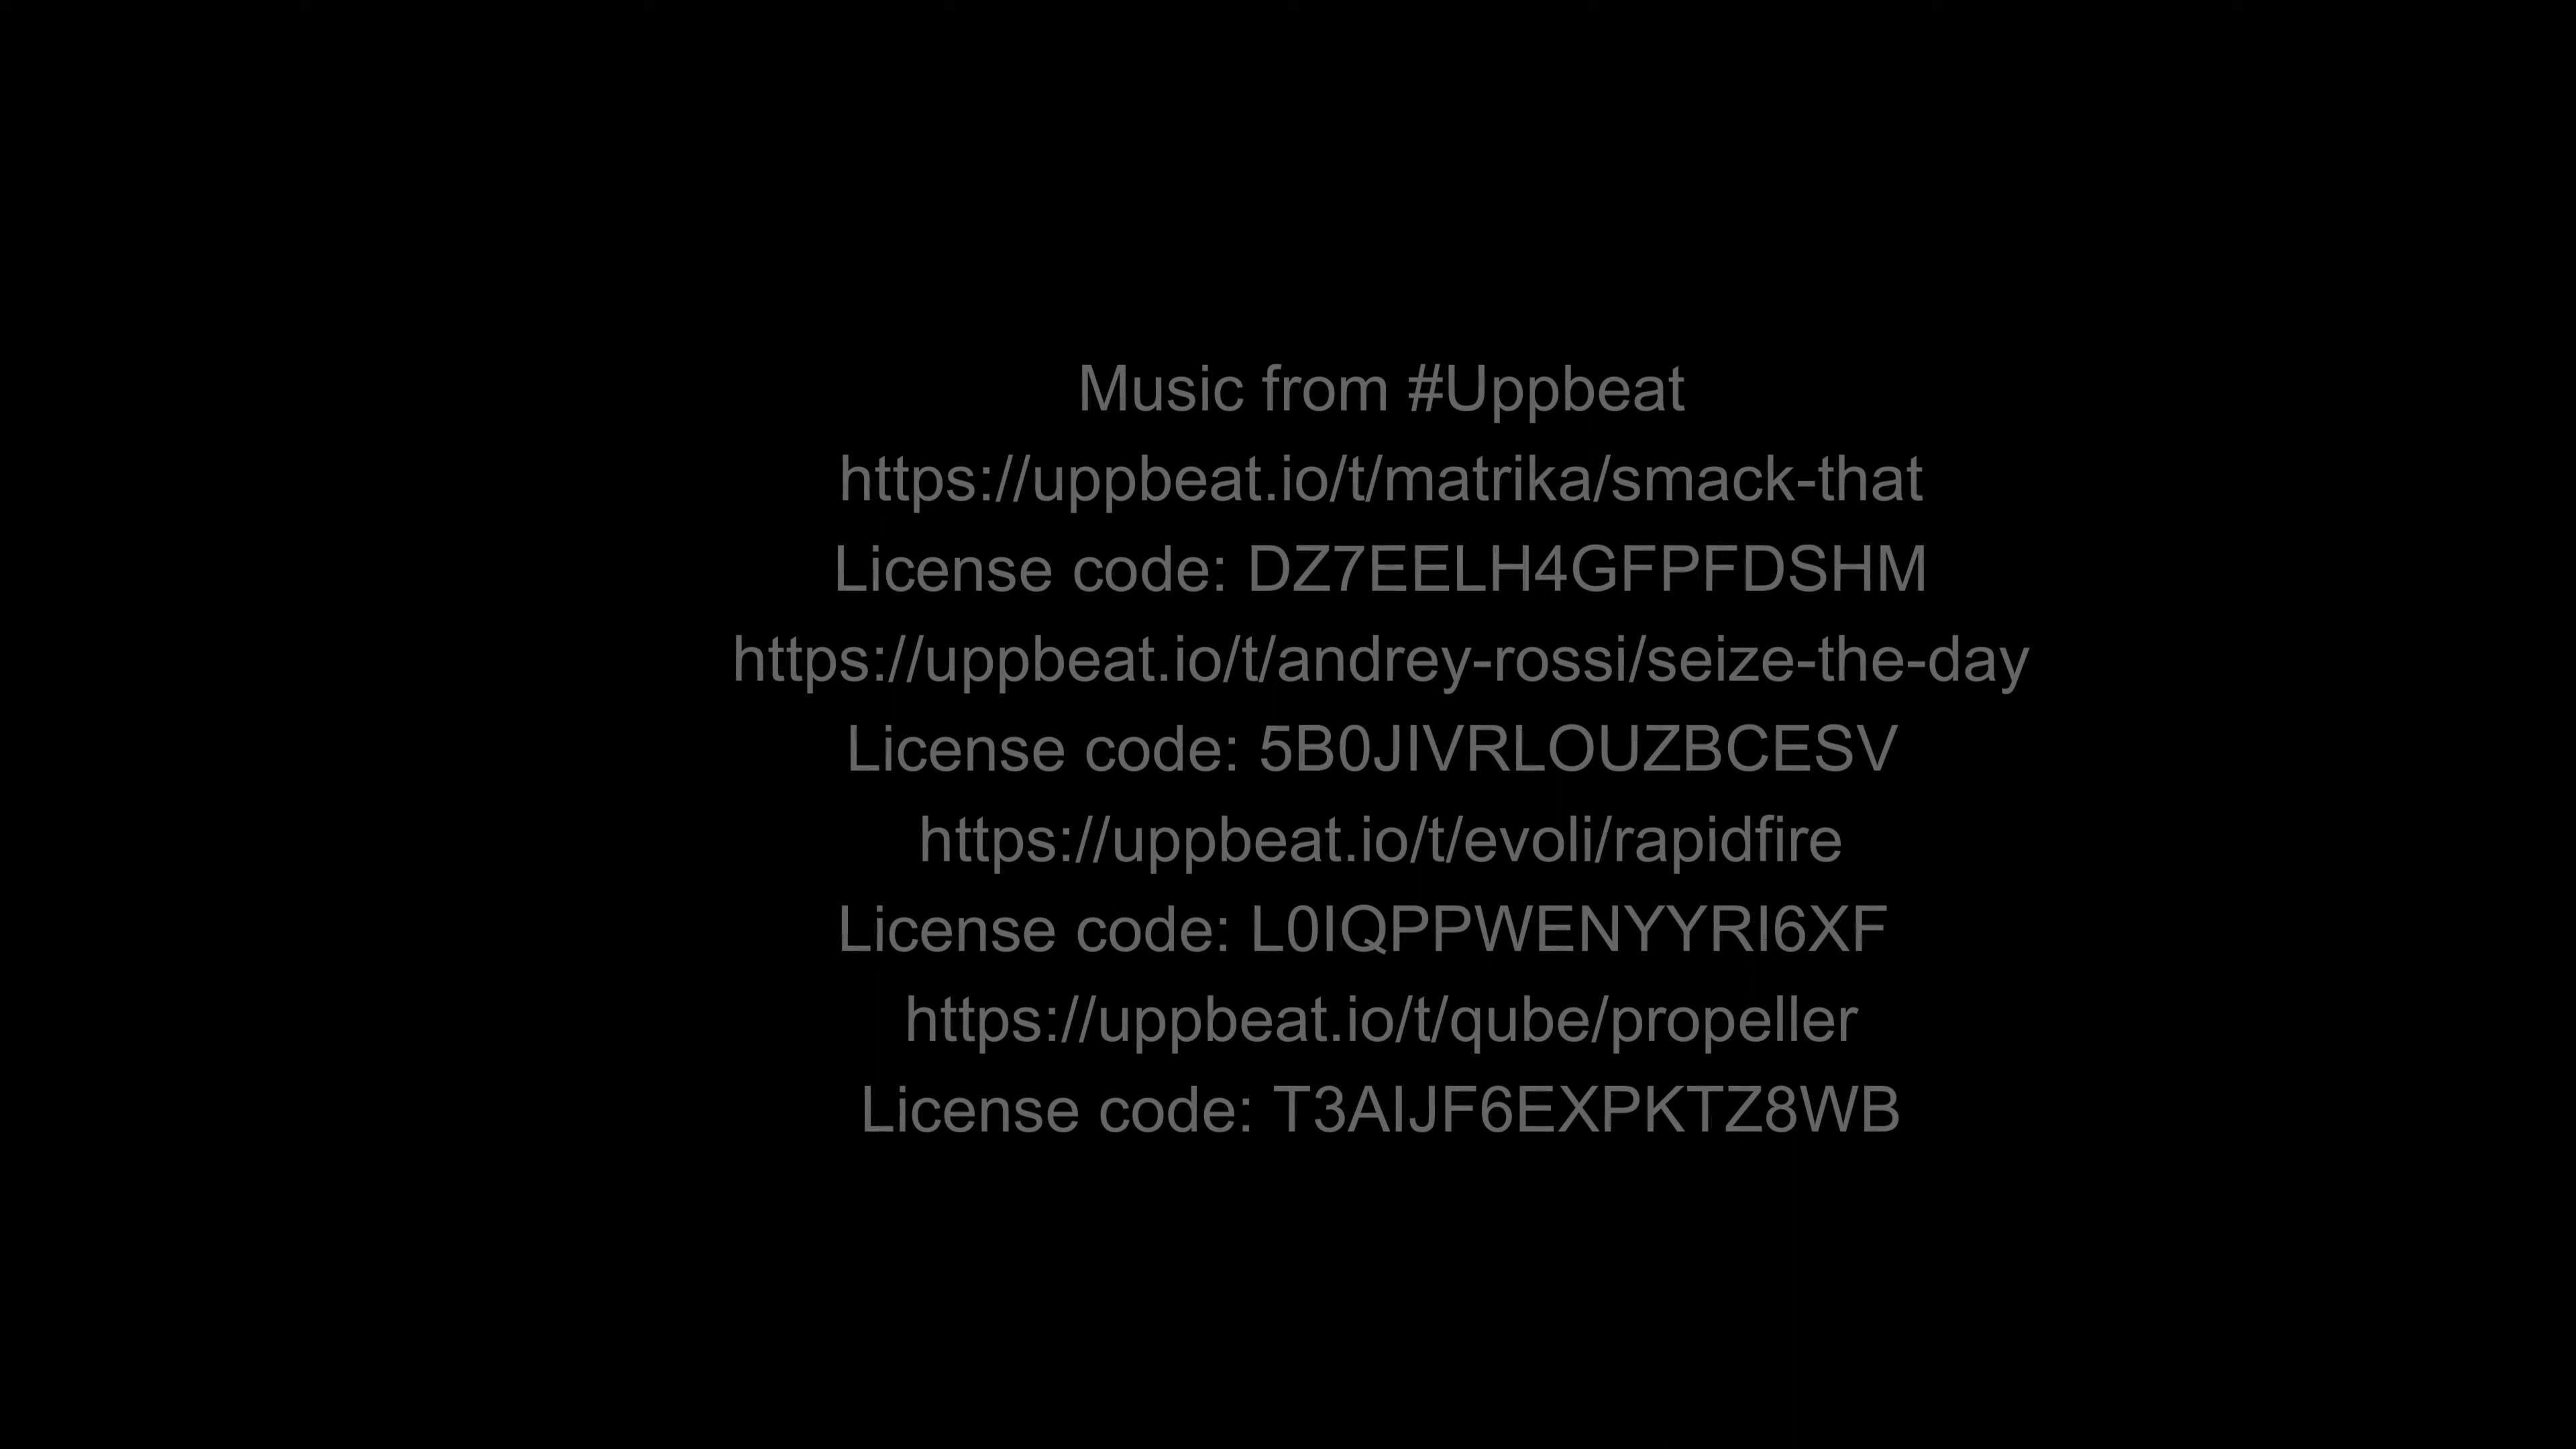 Music from #Uppbeat
https://uppbeat.io/t/matrika/smack-that
License code: DZ7EELH4GFPFDSHM
https://uppbeat.io/t/andrey-rossi/seize-the-day
License code: 5B0JIVRLOUZBCESV
https://uppbeat.io/t/evoli/rapidfire
License code: L0IQPPWENYYRI6XF
https://uppbeat.io/t/qube/propeller
License code: T3AIJF6EXPKTZ8WB